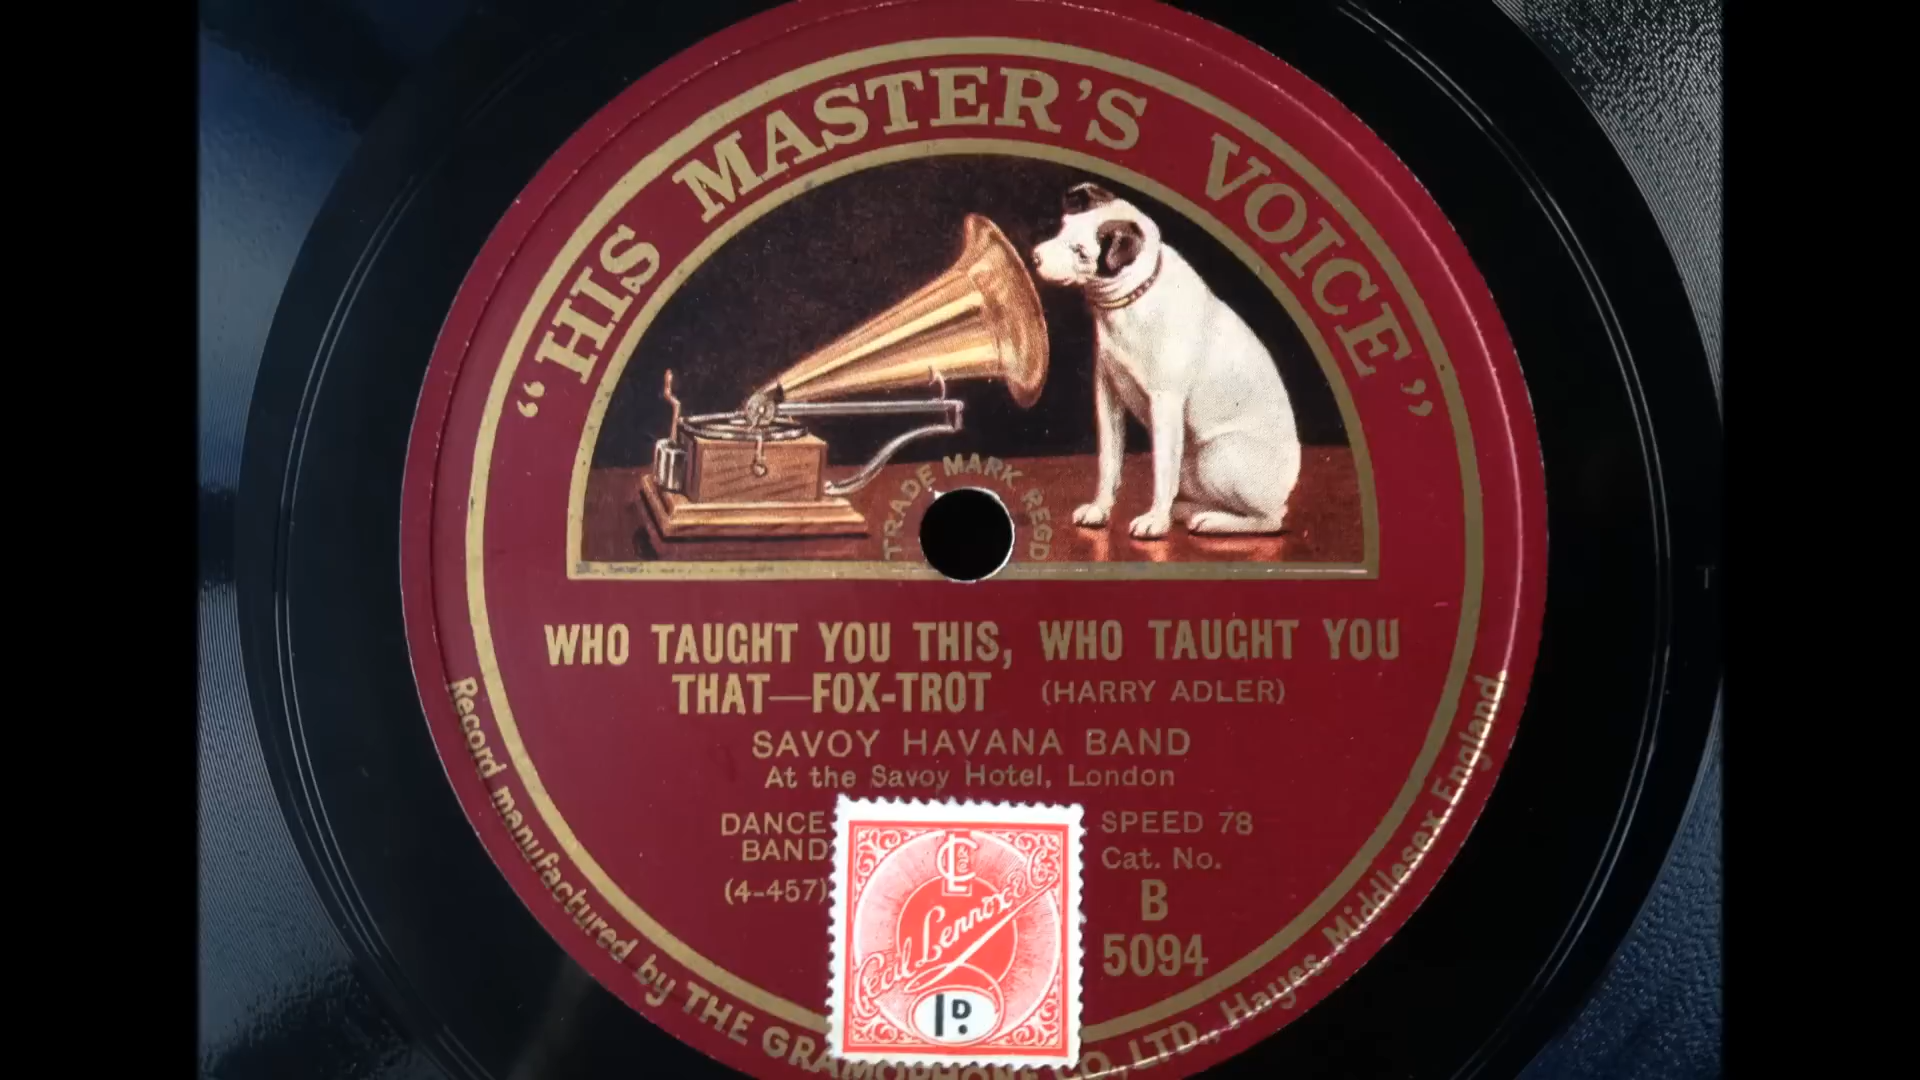 "HIS MASTER'S VOICE"
TRADE MARK REGD
WHO TAUGHT YOU THIS, WHO TAUGHT YOU
THAT—FOX-TROT (HARRY ADLER)
SAVOY HAVANA BAND
At the Savoy Hotel, London
DANCE BAND
(4-457)
SPEED 78
Cat. No.
B
5094
Cecil Lennox & Co.
1D.
Record manufactured by THE GRAMOPHONE CO., LTD., Hayes, Middlesex, England